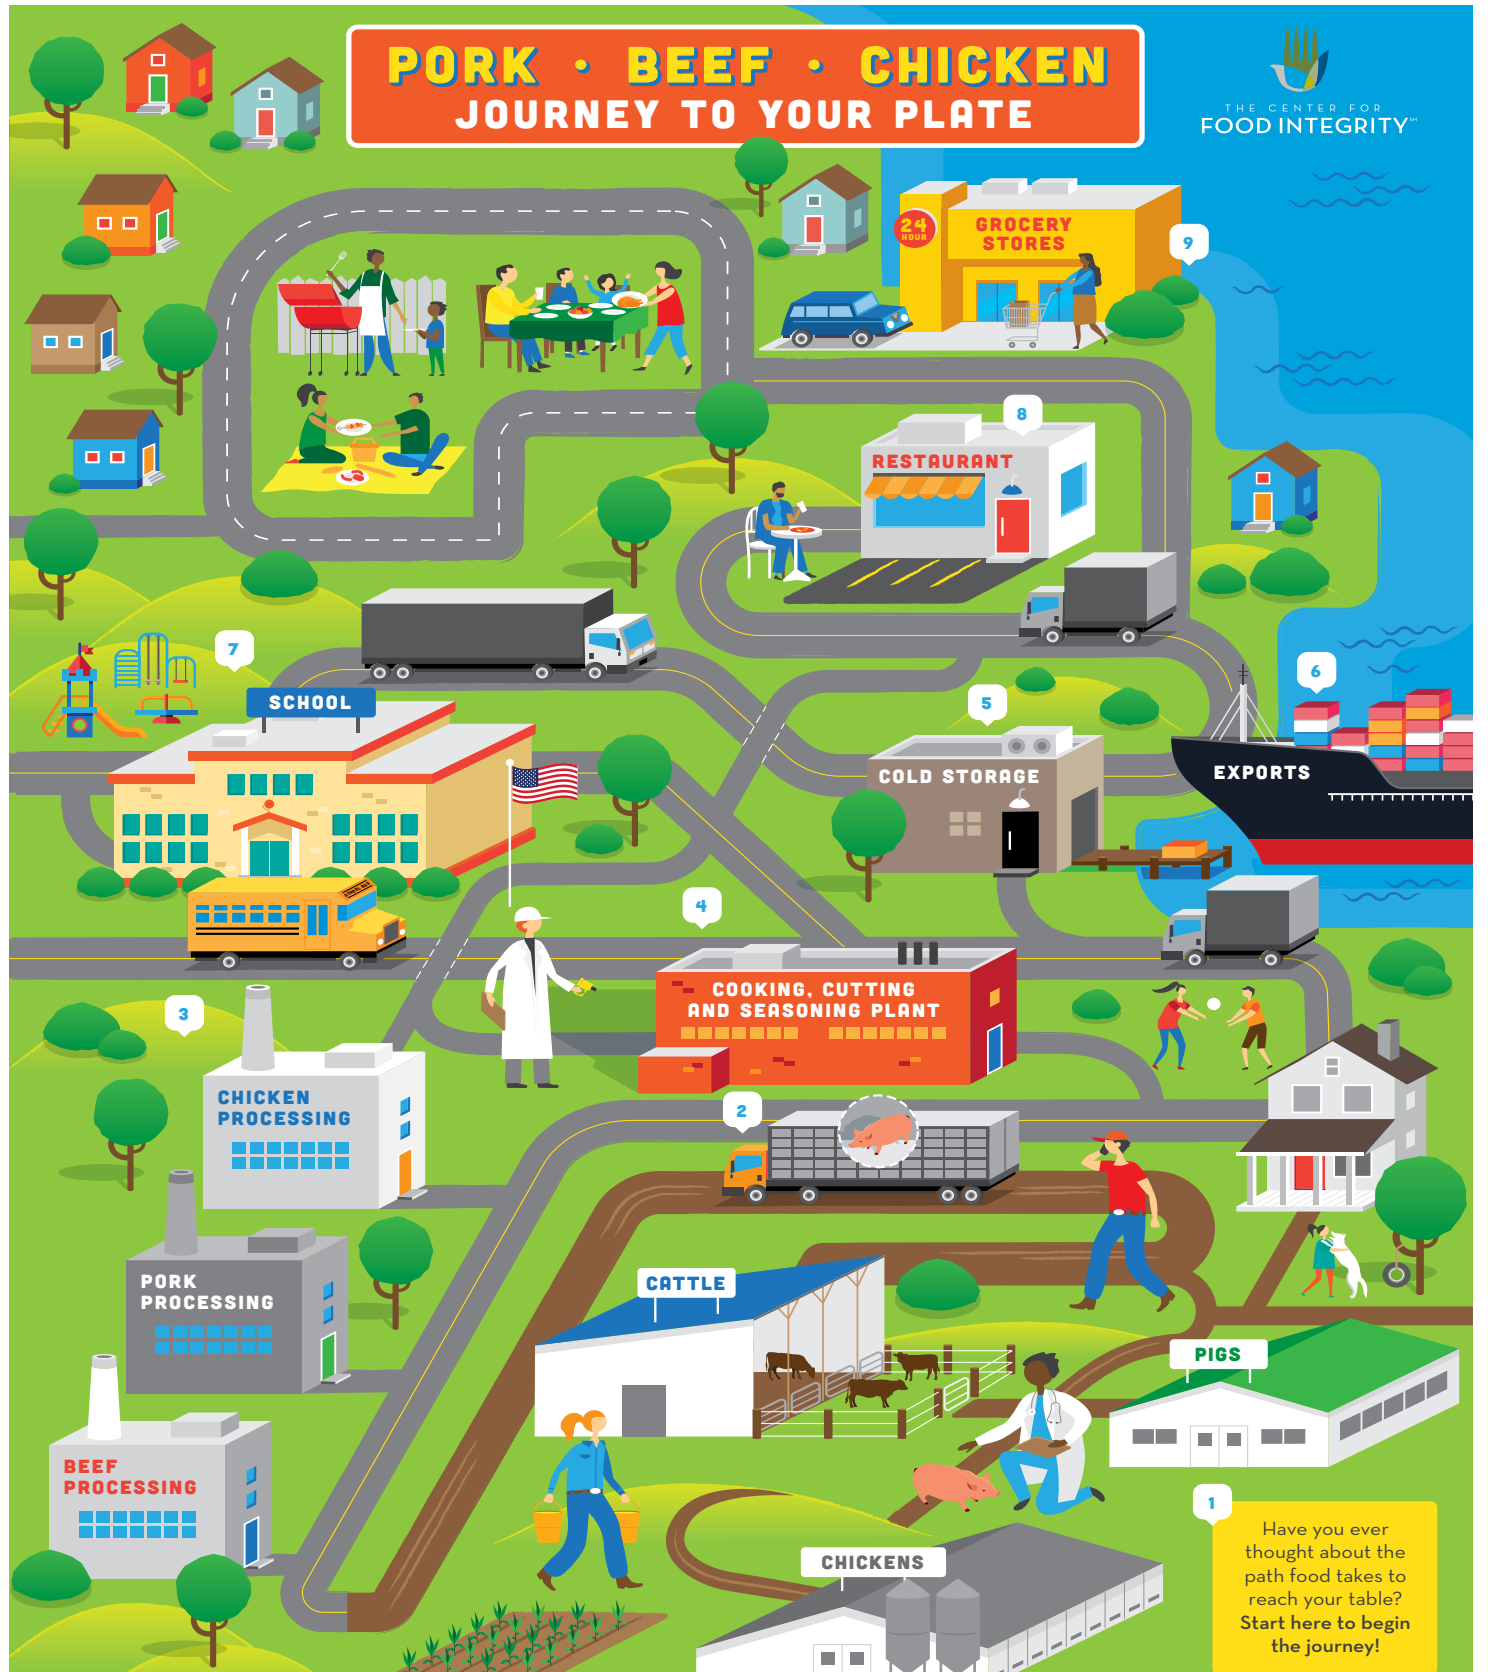 PORK • BEEF • CHICKEN
JOURNEY TO YOUR PLATE
THE CENTER FOR
FOOD INTEGRITY℠
24
HOUR
GROCERY
STORES
9
8
RESTAURANT
7
SCHOOL
6
5
COLD STORAGE
EXPORTS
4
COOKING, CUTTING
AND SEASONING PLANT
3
CHICKEN
PROCESSING
2
PORK
PROCESSING
CATTLE
PIGS
BEEF
PROCESSING
CHICKENS
1
Have you ever
thought about the
path food takes to
reach your table?
Start here to begin
the journey!